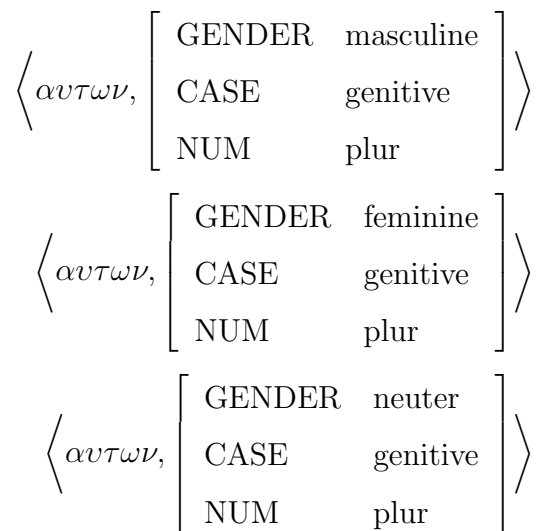 GENDER masculine
⟨αυτων, CASE genitive⟩
NUM plur
GENDER feminine
⟨αυτων, CASE genitive⟩
NUM plur
GENDER neuter
⟨αυτων, CASE genitive⟩
NUM plur